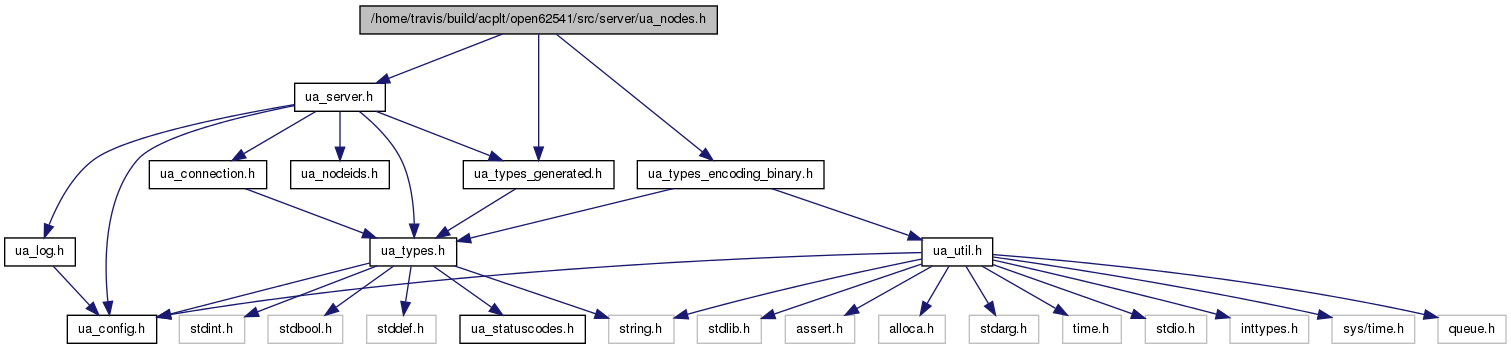 /home/travis/build/acplt/open62541/src/server/ua_nodes.h
ua_server.h
ua_connection.h
ua_nodeids.h
ua_types_generated.h
ua_types_encoding_binary.h
ua_log.h
ua_types.h
ua_util.h
ua_config.h
stdint.h
stdbool.h
stddef.h
ua_statuscodes.h
string.h
stdlib.h
assert.h
alloca.h
stdarg.h
time.h
stdio.h
inttypes.h
sys/time.h
queue.h